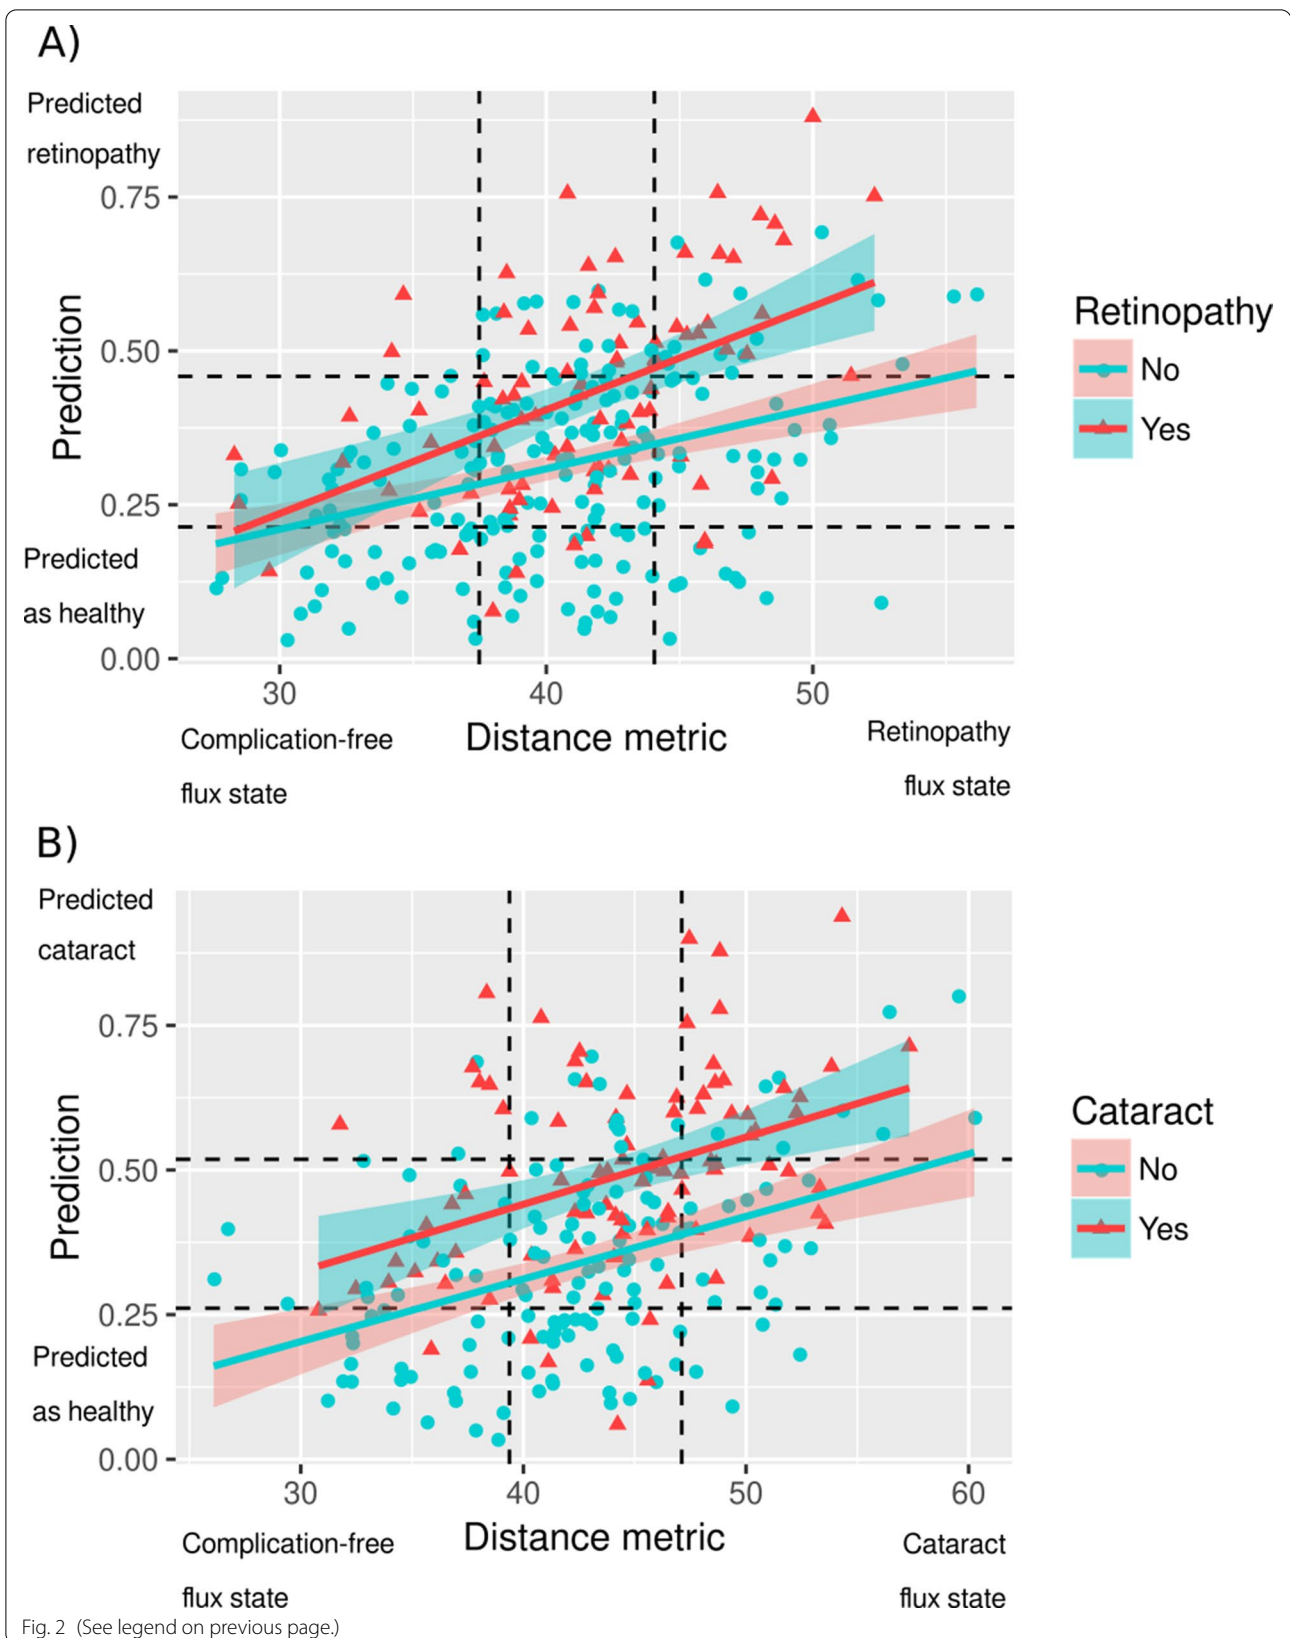 A)
Predicted
retinopathy
0.75
0.50
0.25
0.00
Prediction
Predicted
as healthy
30 40 50
Complication-free
flux state
Distance metric
Retinopathy
flux state
Retinopathy
No
Yes
B)
Predicted
cataract
0.75
0.50
0.25
0.00
Prediction
Predicted
as healthy
30 40 50 60
Complication-free
flux state
Distance metric
Cataract
flux state
Cataract
No
Yes
Fig. 2 (See legend on previous page.)